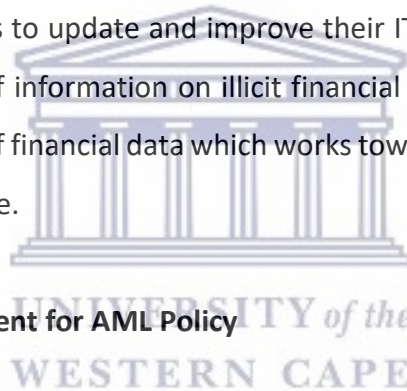 s to update and improve their IT
f information on illicit financial
f financial data which works tow
e.
ent for AML Policy
UNIVERSITY of the
WESTERN CAPE